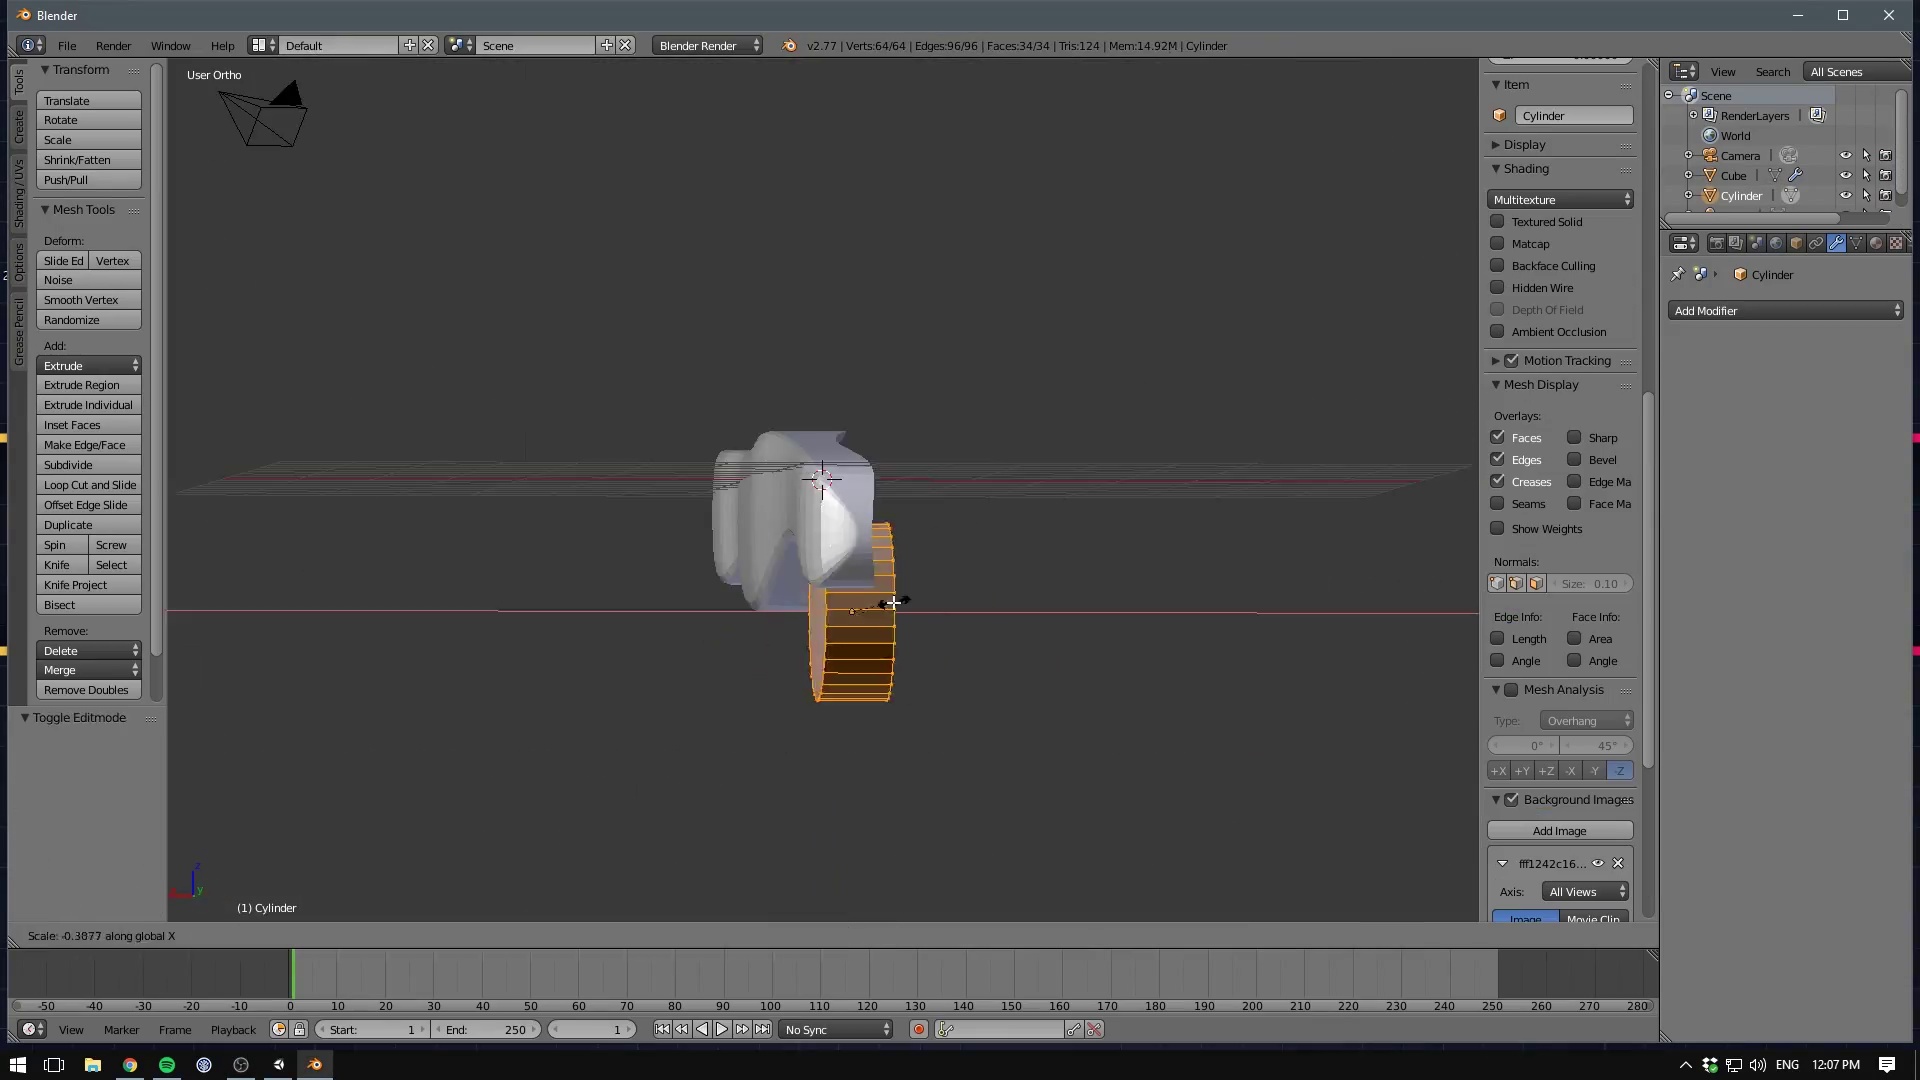 Blender
File Render Window Help Default Scene Blender Render v2.77 | Verts:64/64 | Edges:96/96 | Faces:34/34 | Tris:124 | Mem:14.92M | Cylinder
Tools
Create
Shading / UVs
Options
Grease Pencil
Transform
Translate
Rotate
Scale
Shrink/Fatten
Push/Pull
Mesh Tools
Deform:
Slide Ed Vertex
Noise
Smooth Vertex
Randomize
Add:
Extrude
Extrude Region
Extrude Individual
Inset Faces
Make Edge/Face
Subdivide
Loop Cut and Slide
Offset Edge Slide
Duplicate
Spin Screw
Knife Select
Knife Project
Bisect
Remove:
Delete
Merge
Remove Doubles
Toggle Editmode
User Ortho
z
y
(1) Cylinder
Item
Cylinder
Display
Shading
Multitexture
Textured Solid
Matcap
Backface Culling
Hidden Wire
Depth Of Field
Ambient Occlusion
Motion Tracking
Mesh Display
Overlays:
Faces Sharp
Edges Bevel
Creases Edge Ma
Seams Face Ma
Show Weights
Normals:
Size: 0.10
Edge Info: Face Info:
Length Area
Angle Angle
Mesh Analysis
Type: Overhang
0° 45°
+X +Y +Z -X -Y -Z
Background Images
Add Image
fff1242c16...
Axis: All Views
Image Movie Clip
View Search All Scenes
Scene
RenderLayers
World
Camera
Cube
Cylinder
Cylinder
Add Modifier
Scale: -0.3077 along global X
-50 -40 -30 -20 -10 0 10 20 30 40 50 60 70 80 90 100 110 120 130 140 150 160 170 180 190 200 210 220 230 240 250 260 270 280
View Marker Frame Playback Start: 1 End: 250 1 No Sync
ENG 12:07 PM